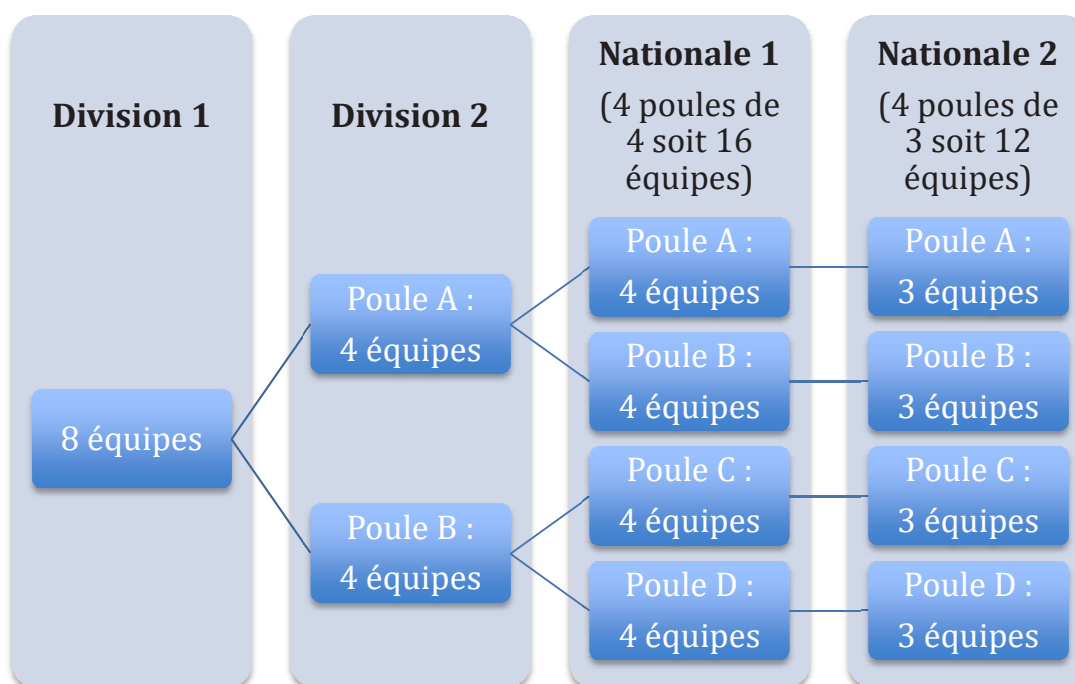 Division 1
8 équipes
Division 2
Poule A :
4 équipes
Poule B :
4 équipes
Nationale 1
(4 poules de
4 soit 16
équipes)
Poule A :
4 équipes
Poule B :
4 équipes
Poule C :
4 équipes
Poule D :
4 équipes
Nationale 2
(4 poules de
3 soit 12
équipes)
Poule A :
3 équipes
Poule B :
3 équipes
Poule C :
3 équipes
Poule D :
3 équipes